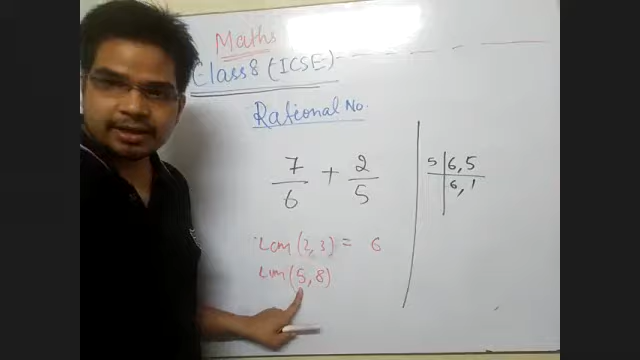 Maths
Class 8 (ICSE)
Rational No.
7/6 + 2/5
Lcm (2, 3) = 6
Lcm (5, 8)
5 | 6, 5
6, 1